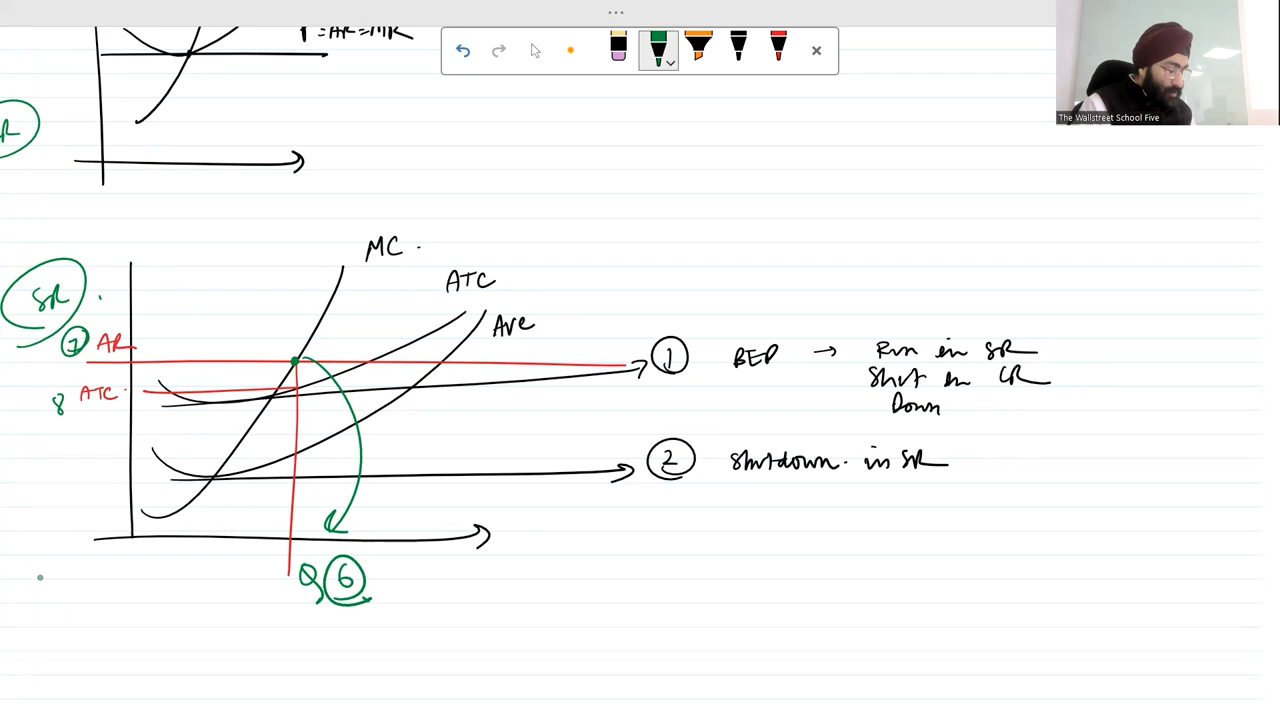 P = AR = MR
The Wallstreet School Five
R
MC
ATC
AVC
SR
7 AR
8 ATC
1 BEP → Run in SR
Shut in LR
Down
2 Shutdown in SR
Q 6